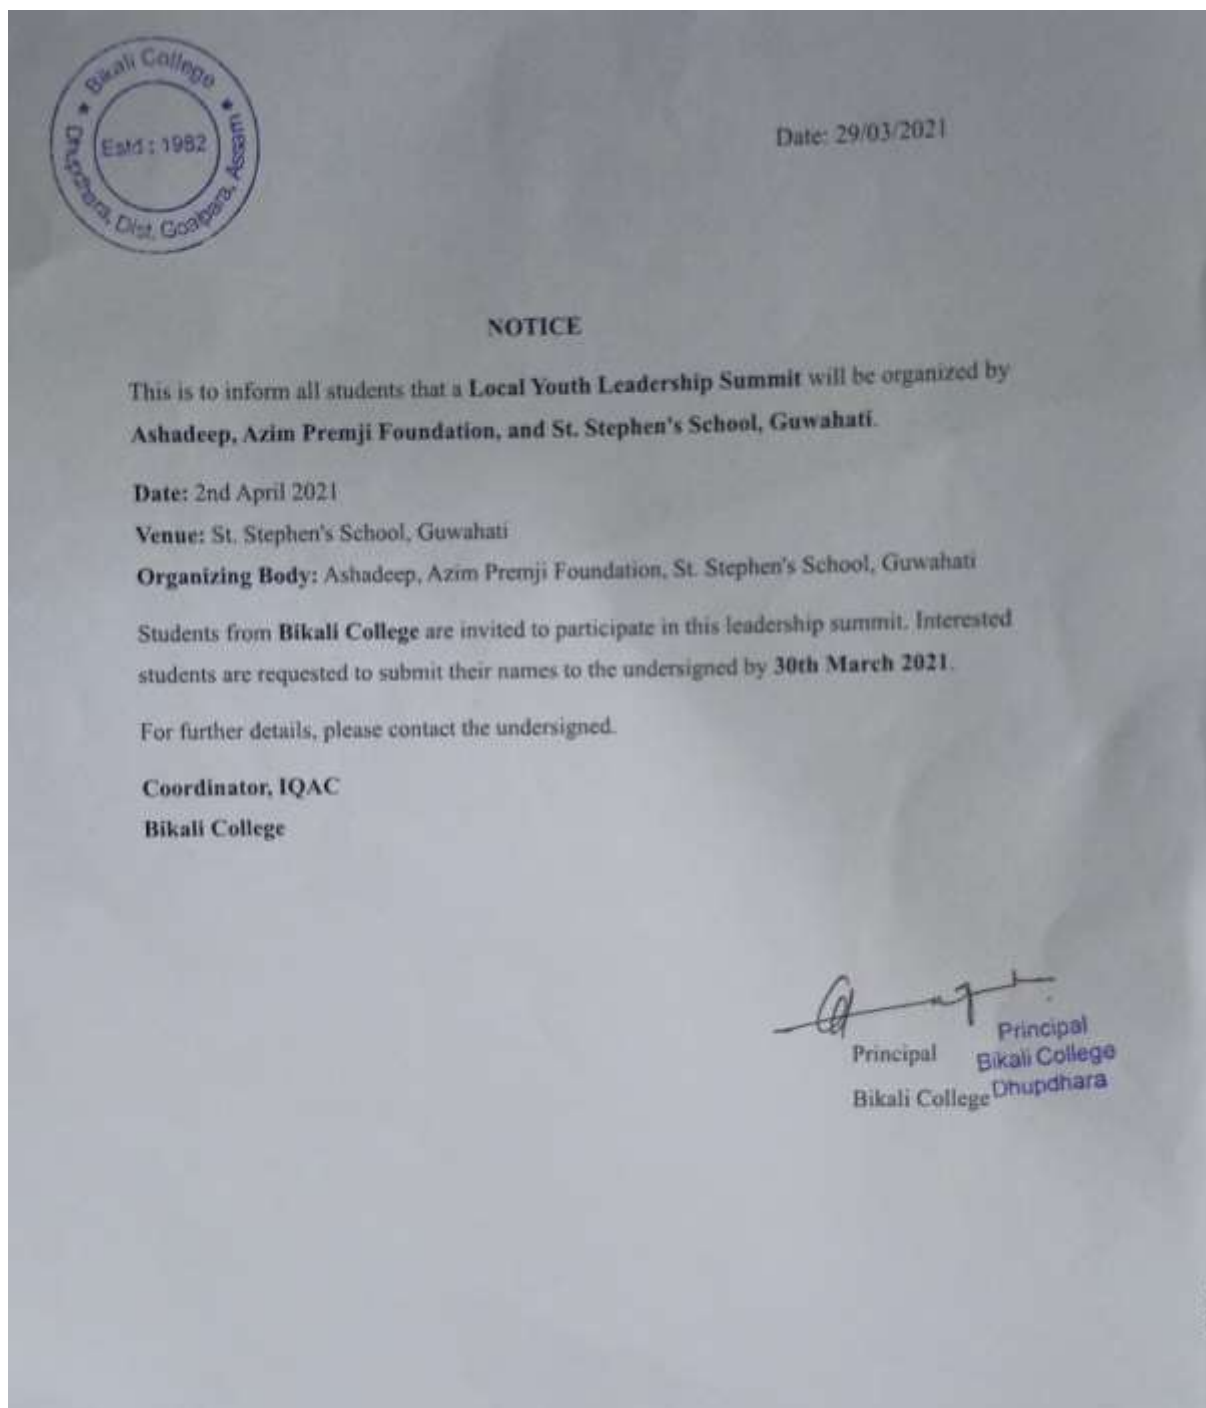 Bikali College
Estd : 1982
Dhupdhara, Dist. Goalpara, Assam
Date: 29/03/2021
NOTICE
This is to inform all students that a Local Youth Leadership Summit will be organized by
Ashadeep, Azim Premji Foundation, and St. Stephen's School, Guwahati.
Date: 2nd April 2021
Venue: St. Stephen's School, Guwahati
Organizing Body: Ashadeep, Azim Premji Foundation, St. Stephen's School, Guwahati
Students from Bikali College are invited to participate in this leadership summit. Interested
students are requested to submit their names to the undersigned by 30th March 2021.
For further details, please contact the undersigned.
Coordinator, IQAC
Bikali College
Principal
Bikali College
Principal
Bikali College
Dhupdhara